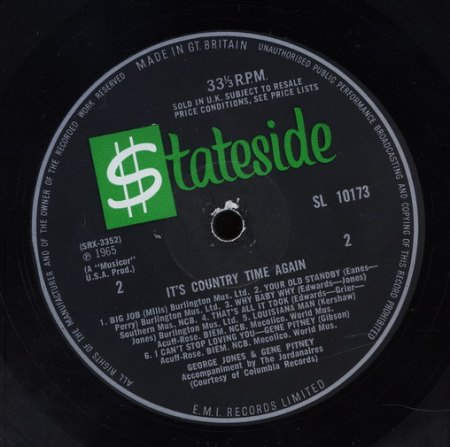 MADE IN GT. BRITAIN
UNAUTHORISED PUBLIC PERFORMANCE BROADCASTING AND COPYING OF THIS RECORD PROHIBITED
ALL RIGHTS OF THE MANUFACTURER AND OF THE OWNER OF THE RECORDED WORK RESERVED
33⅓ R.P.M.
SOLD IN U.K. SUBJECT TO RESALE
PRICE CONDITIONS, SEE PRICE LISTS
$tateside
SL 10173
(SRX-3352)
℗ 1965
(A "Musicor"
U.S.A. Prod.)
2
2
IT'S COUNTRY TIME AGAIN
1. BIG JOB (Mills) Burlington Mus. Ltd. 2. YOUR OLD STANDBY (Eanes—
Perry) Burlington Mus. Ltd. 3. WHY BABY WHY (Edwards—Jones)
Southern Mus. NCB. 4. THAT'S ALL IT TOOK (Edwards—Grier—
Jones) Burlington Mus. Ltd. 5. LOUISIANA MAN (Kershaw)
Acuff-Rose. BIEM. NCB. Mecolico. World Mus.
6. I CAN'T STOP LOVING YOU—GENE PITNEY (Gibson)
Acuff-Rose. BIEM. NCB. Mecolico. World Mus.
GEORGE JONES & GENE PITNEY
Accompaniment by The Jordanaires
(Courtesy of Columbia Records)
E.M.I. RECORDS LIMITED